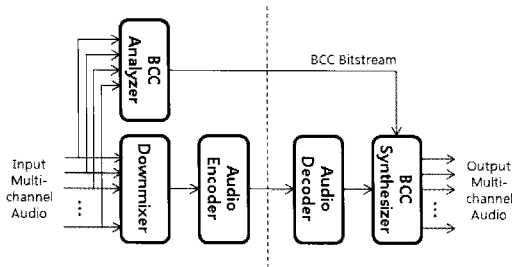 BCC
Analyzer
BCC Bitstream
Input
Multi-
channel
Audio
...
Downmixer
Audio
Encoder
Audio
Decoder
BCC
Synthesizer
...
Output
Multi-
channel
Audio